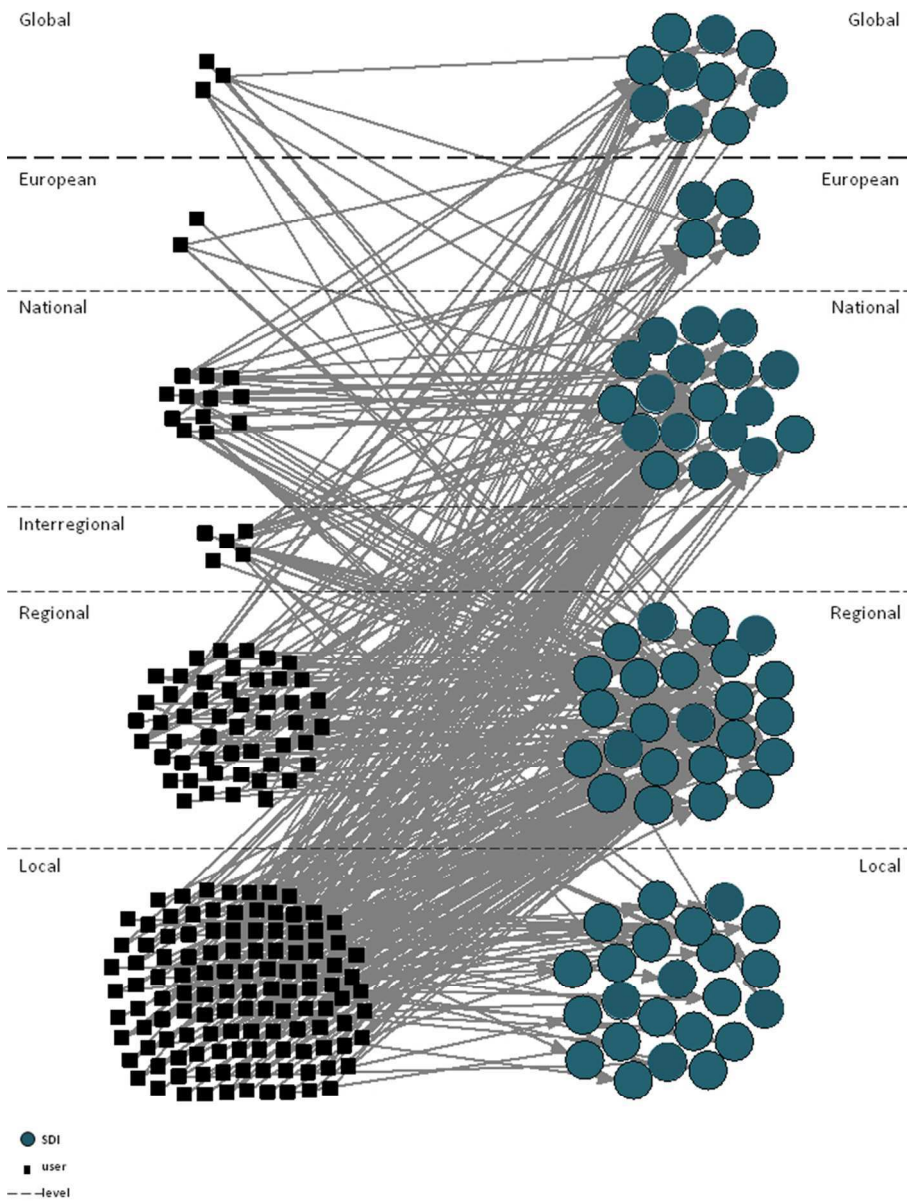 Global Global
European European
National National
Interregional
Regional Regional
Local Local
SDI
user
level